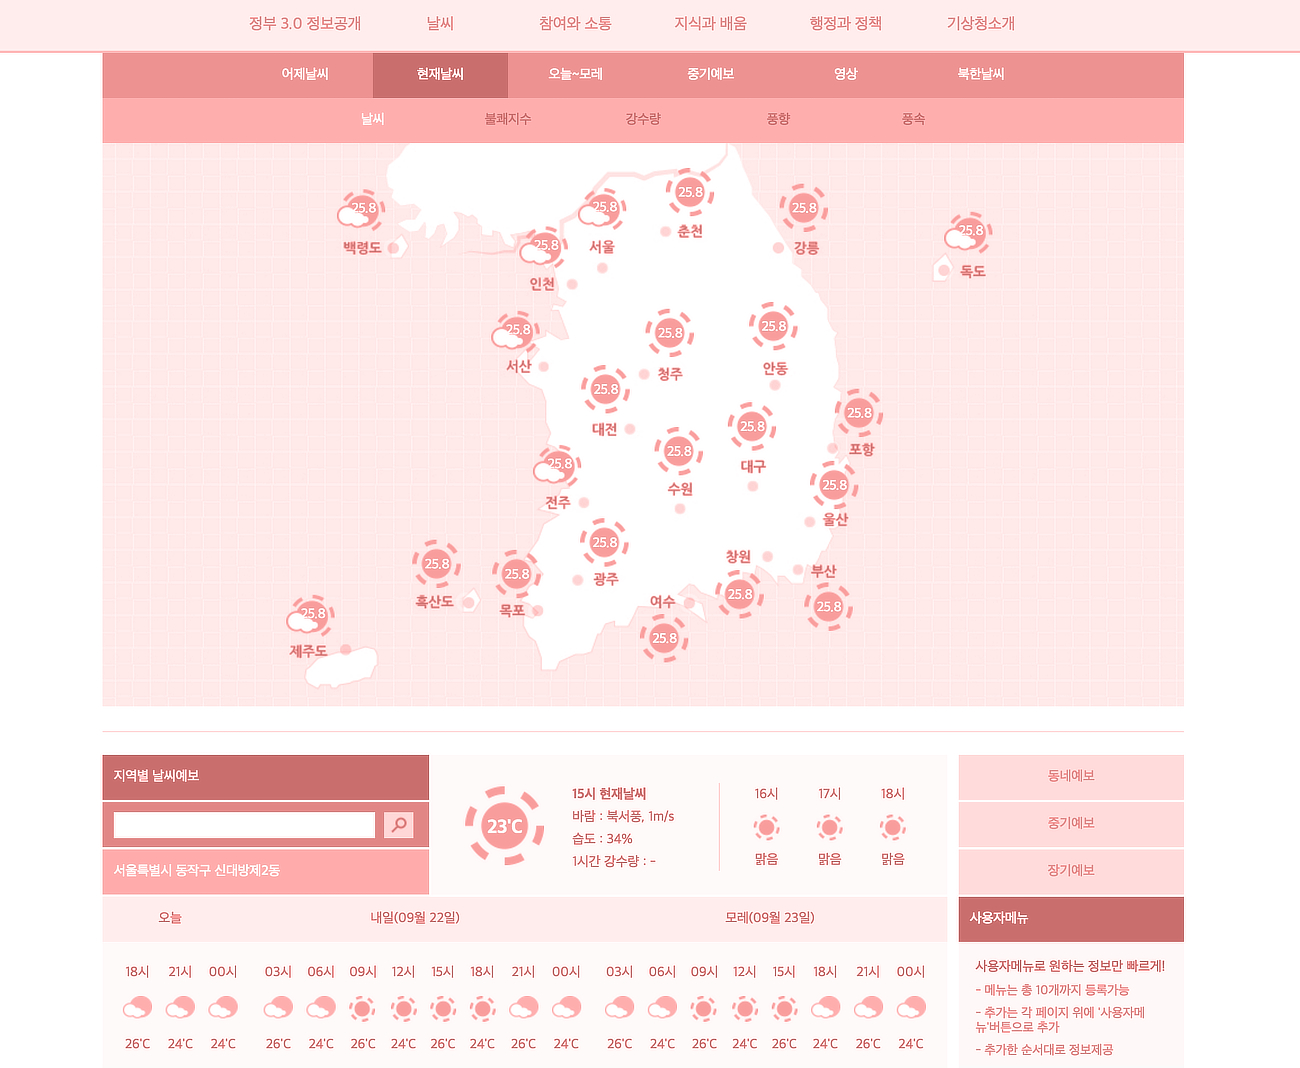 정부 3.0 정보공개 날씨 참여와 소통 지식과 배움 행정과 정책 기상청소개
어제날씨 현재날씨 오늘~모레 중기예보 영상 북한날씨
날씨 불쾌지수 강수량 풍향 풍속
25.8 백령도
25.8 서울
25.8 춘천
25.8 강릉
25.8 독도
25.8 인천
25.8 서산
25.8 청주
25.8 안동
25.8 대전
25.8 대구
25.8 포항
25.8 수원
25.8 전주
25.8 울산
25.8 광주
25.8 흑산도
25.8 목포
창원 25.8
부산 25.8
여수 25.8
25.8 제주도
지역별 날씨예보
서울특별시 동작구 신대방제2동
23'C
15시 현재날씨
바람 : 북서풍, 1m/s
습도 : 34%
1시간 강수량 : -
16시 17시 18시
맑음 맑음 맑음
동네예보
중기예보
장기예보
오늘 내일(09월 22일) 모레(09월 23일)
18시 21시 00시 03시 06시 09시 12시 15시 18시 21시 00시 03시 06시 09시 12시 15시 18시 21시 00시
26'C 24'C 24'C 26'C 24'C 26'C 24'C 26'C 24'C 26'C 24'C 26'C 24'C 26'C 24'C 26'C 24'C 26'C 24'C
사용자메뉴
사용자메뉴로 원하는 정보만 빠르게!
- 메뉴는 총 10개까지 등록가능
- 추가는 각 페이지 위에 '사용자메
뉴'버튼으로 추가
- 추가한 순서대로 정보제공